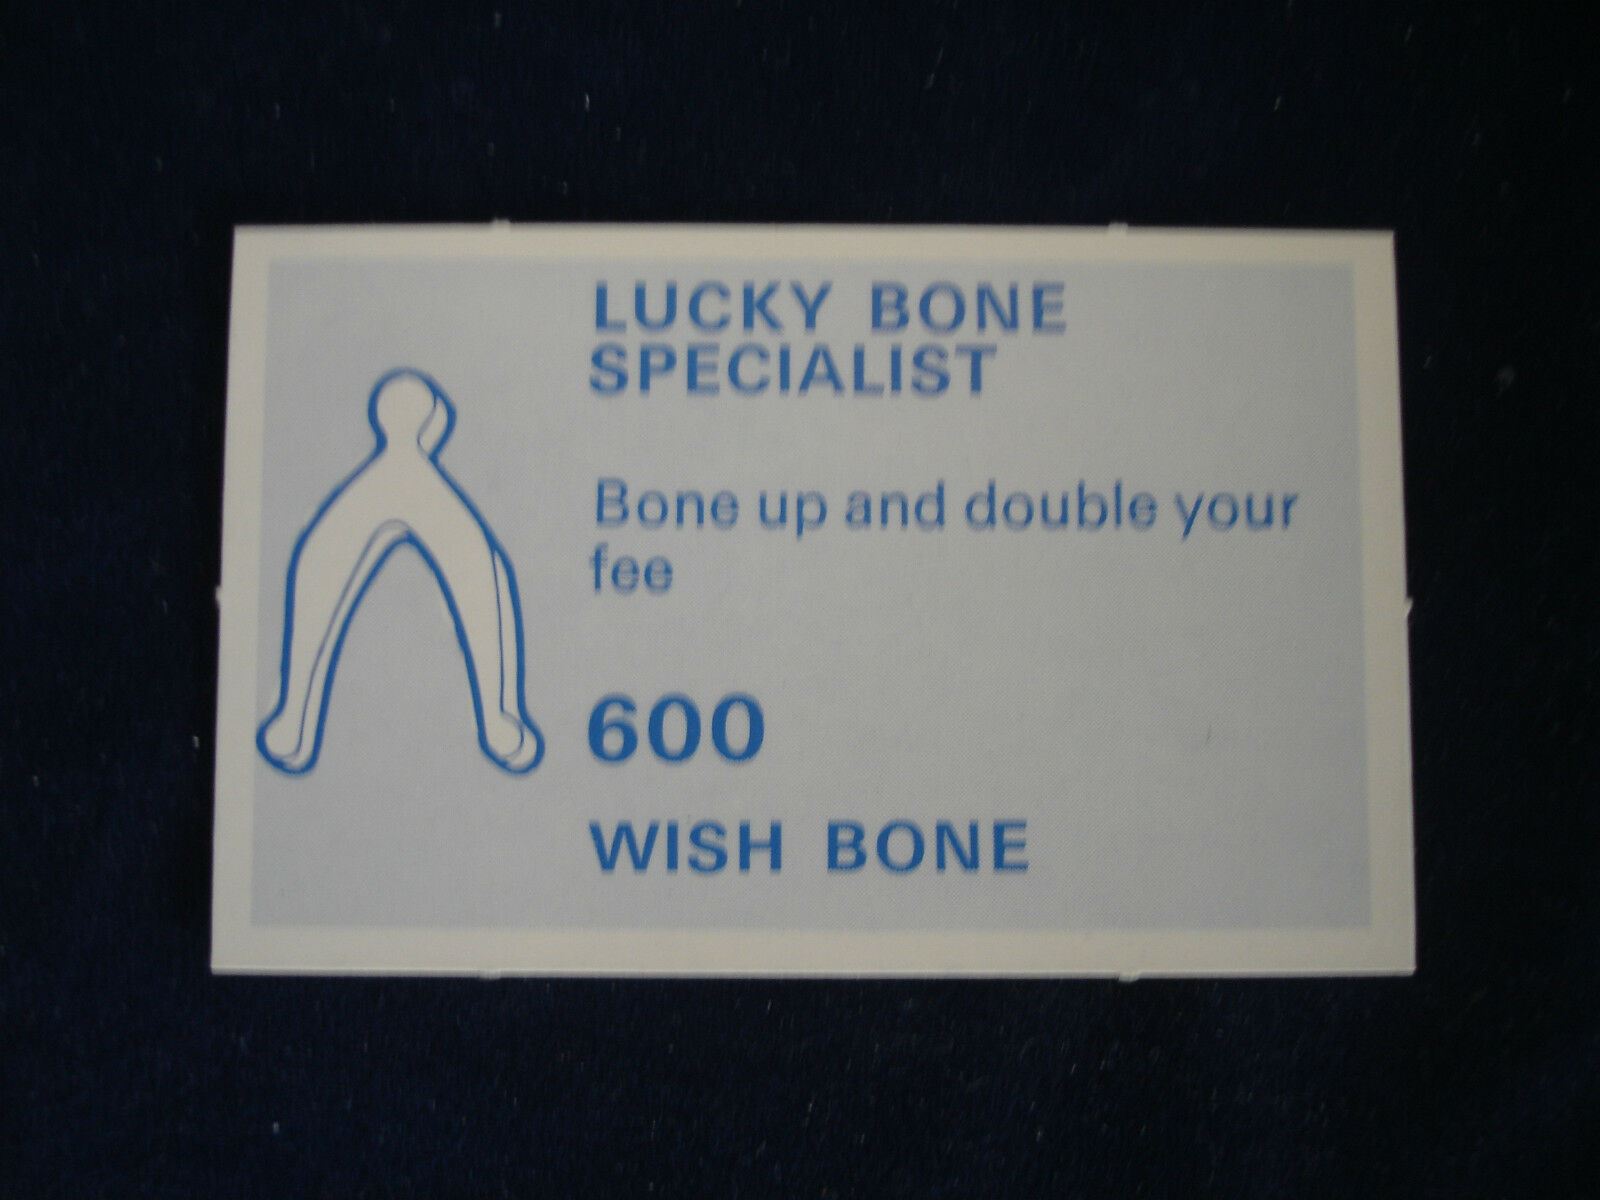 LUCKY BONE
SPECIALIST
Bone up and double your
fee
600
WISH BONE